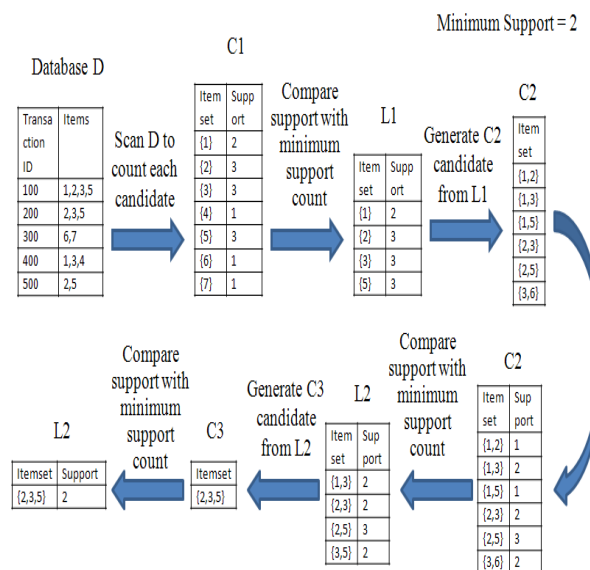 Minimum Support = 2
Database D
Transa
ction
ID
Items
100 1,2,3,5
200 2,3,5
300 6,7
400 1,3,4
500 2,5
Scan D to
count each
candidate
C1
Item
set
Supp
ort
{1} 2
{2} 3
{3} 3
{4} 1
{5} 3
{6} 1
{7} 1
Compare
support with
minimum
support
count
L1
Item
set
Supp
ort
{1} 2
{2} 3
{3} 3
{5} 3
Generate C2
candidate
from L1
C2
Item
set
{1,2}
{1,3}
{1,5}
{2,3}
{2,5}
{3,6}
C2
Item
set
Sup
port
{1,2} 1
{1,3} 2
{1,5} 1
{2,3} 2
{2,5} 3
{3,6} 2
Compare
support with
minimum
support
count
L2
Item
set
Sup
port
{1,3} 2
{2,3} 2
{2,5} 3
{3,5} 2
Generate C3
candidate
from L2
C3
Itemset
{2,3,5}
Compare
support with
minimum
support
count
L2
Itemset Support
{2,3,5} 2